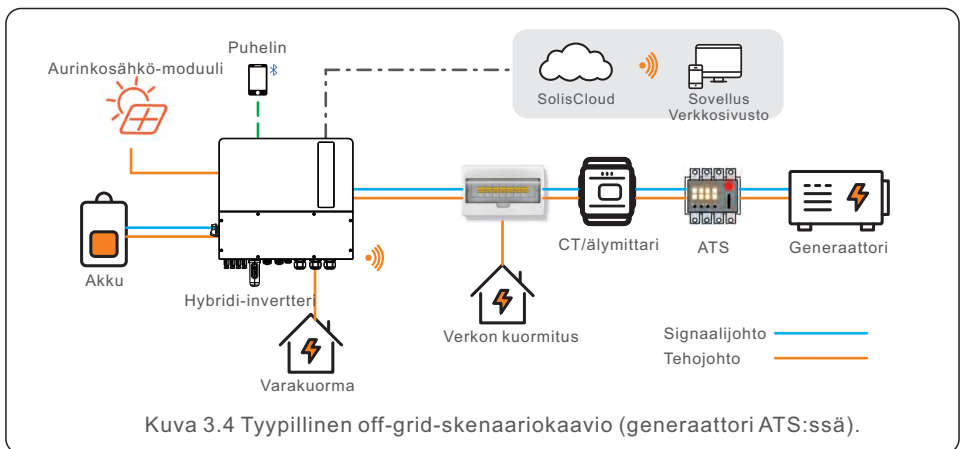 Puhelin
Aurinkosähkö-moduuli
SolisCloud
Sovellus
Verkkosivusto
CT/älymittari
ATS
Generaattori
Akku
Hybridi-invertteri
Verkon kuormitus
Signaalijohto
Tehojohto
Varakuorma
Kuva 3.4 Tyypillinen off-grid-skenaariokaavio (generaattori ATS:ssä).